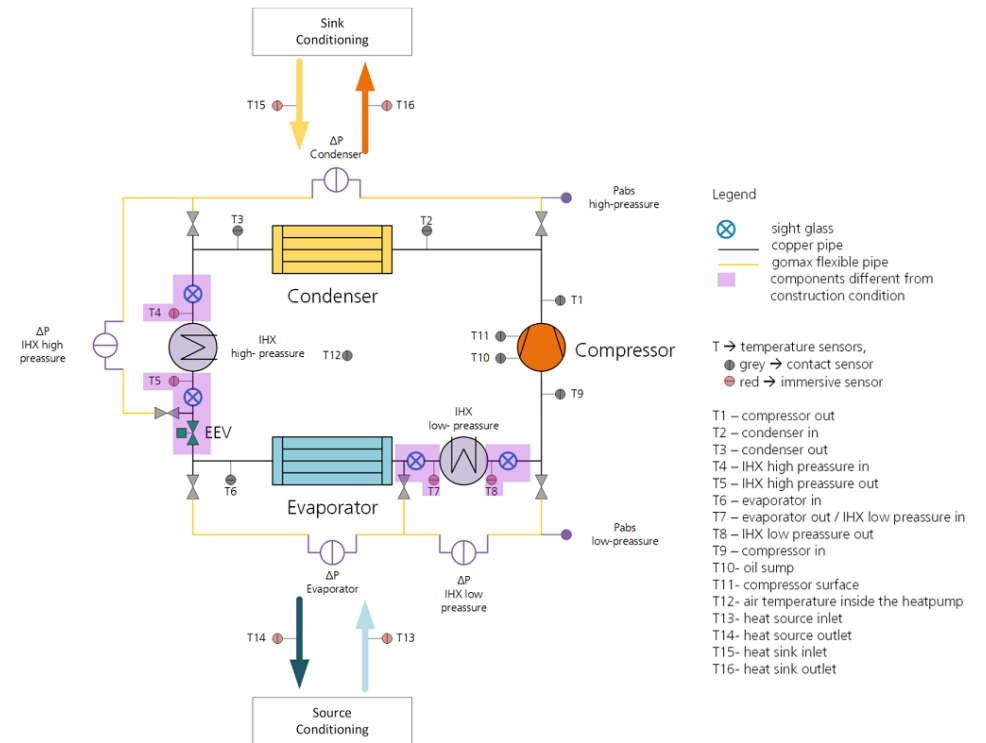 Sink
Conditioning
T15
T16
ΔP
Condenser
Pabs
high-preassure
T3
T2
Condenser
T1
T4
ΔP
IHX high
preassure
IHX
high- preassure
T12
T11
T10
Compressor
T5
T9
EEV
IHX
low- pressure
T6
T7
T8
Evaporator
Pabs
low-pressure
ΔP
Evaporator
ΔP
IHX low
pressure
T14
T13
Source
Conditioning
Legend
sight glass
copper pipe
gomax flexible pipe
components different from
construction condition
T → temperature sensors,
grey → contact sensor
red → immersive sensor
T1 – compressor out
T2 – condenser in
T3 – condenser out
T4 – IHX high preassure in
T5 – IHX high preassure out
T6 – evaporator in
T7 – evaporator out / IHX low preassure in
T8 – IHX low preassure out
T9 – compressor in
T10- oil sump
T11- compressor surface
T12- air temperature inside the heatpump
T13- heat source inlet
T14- heat source outlet
T15- heat sink inlet
T16- heat sink outlet